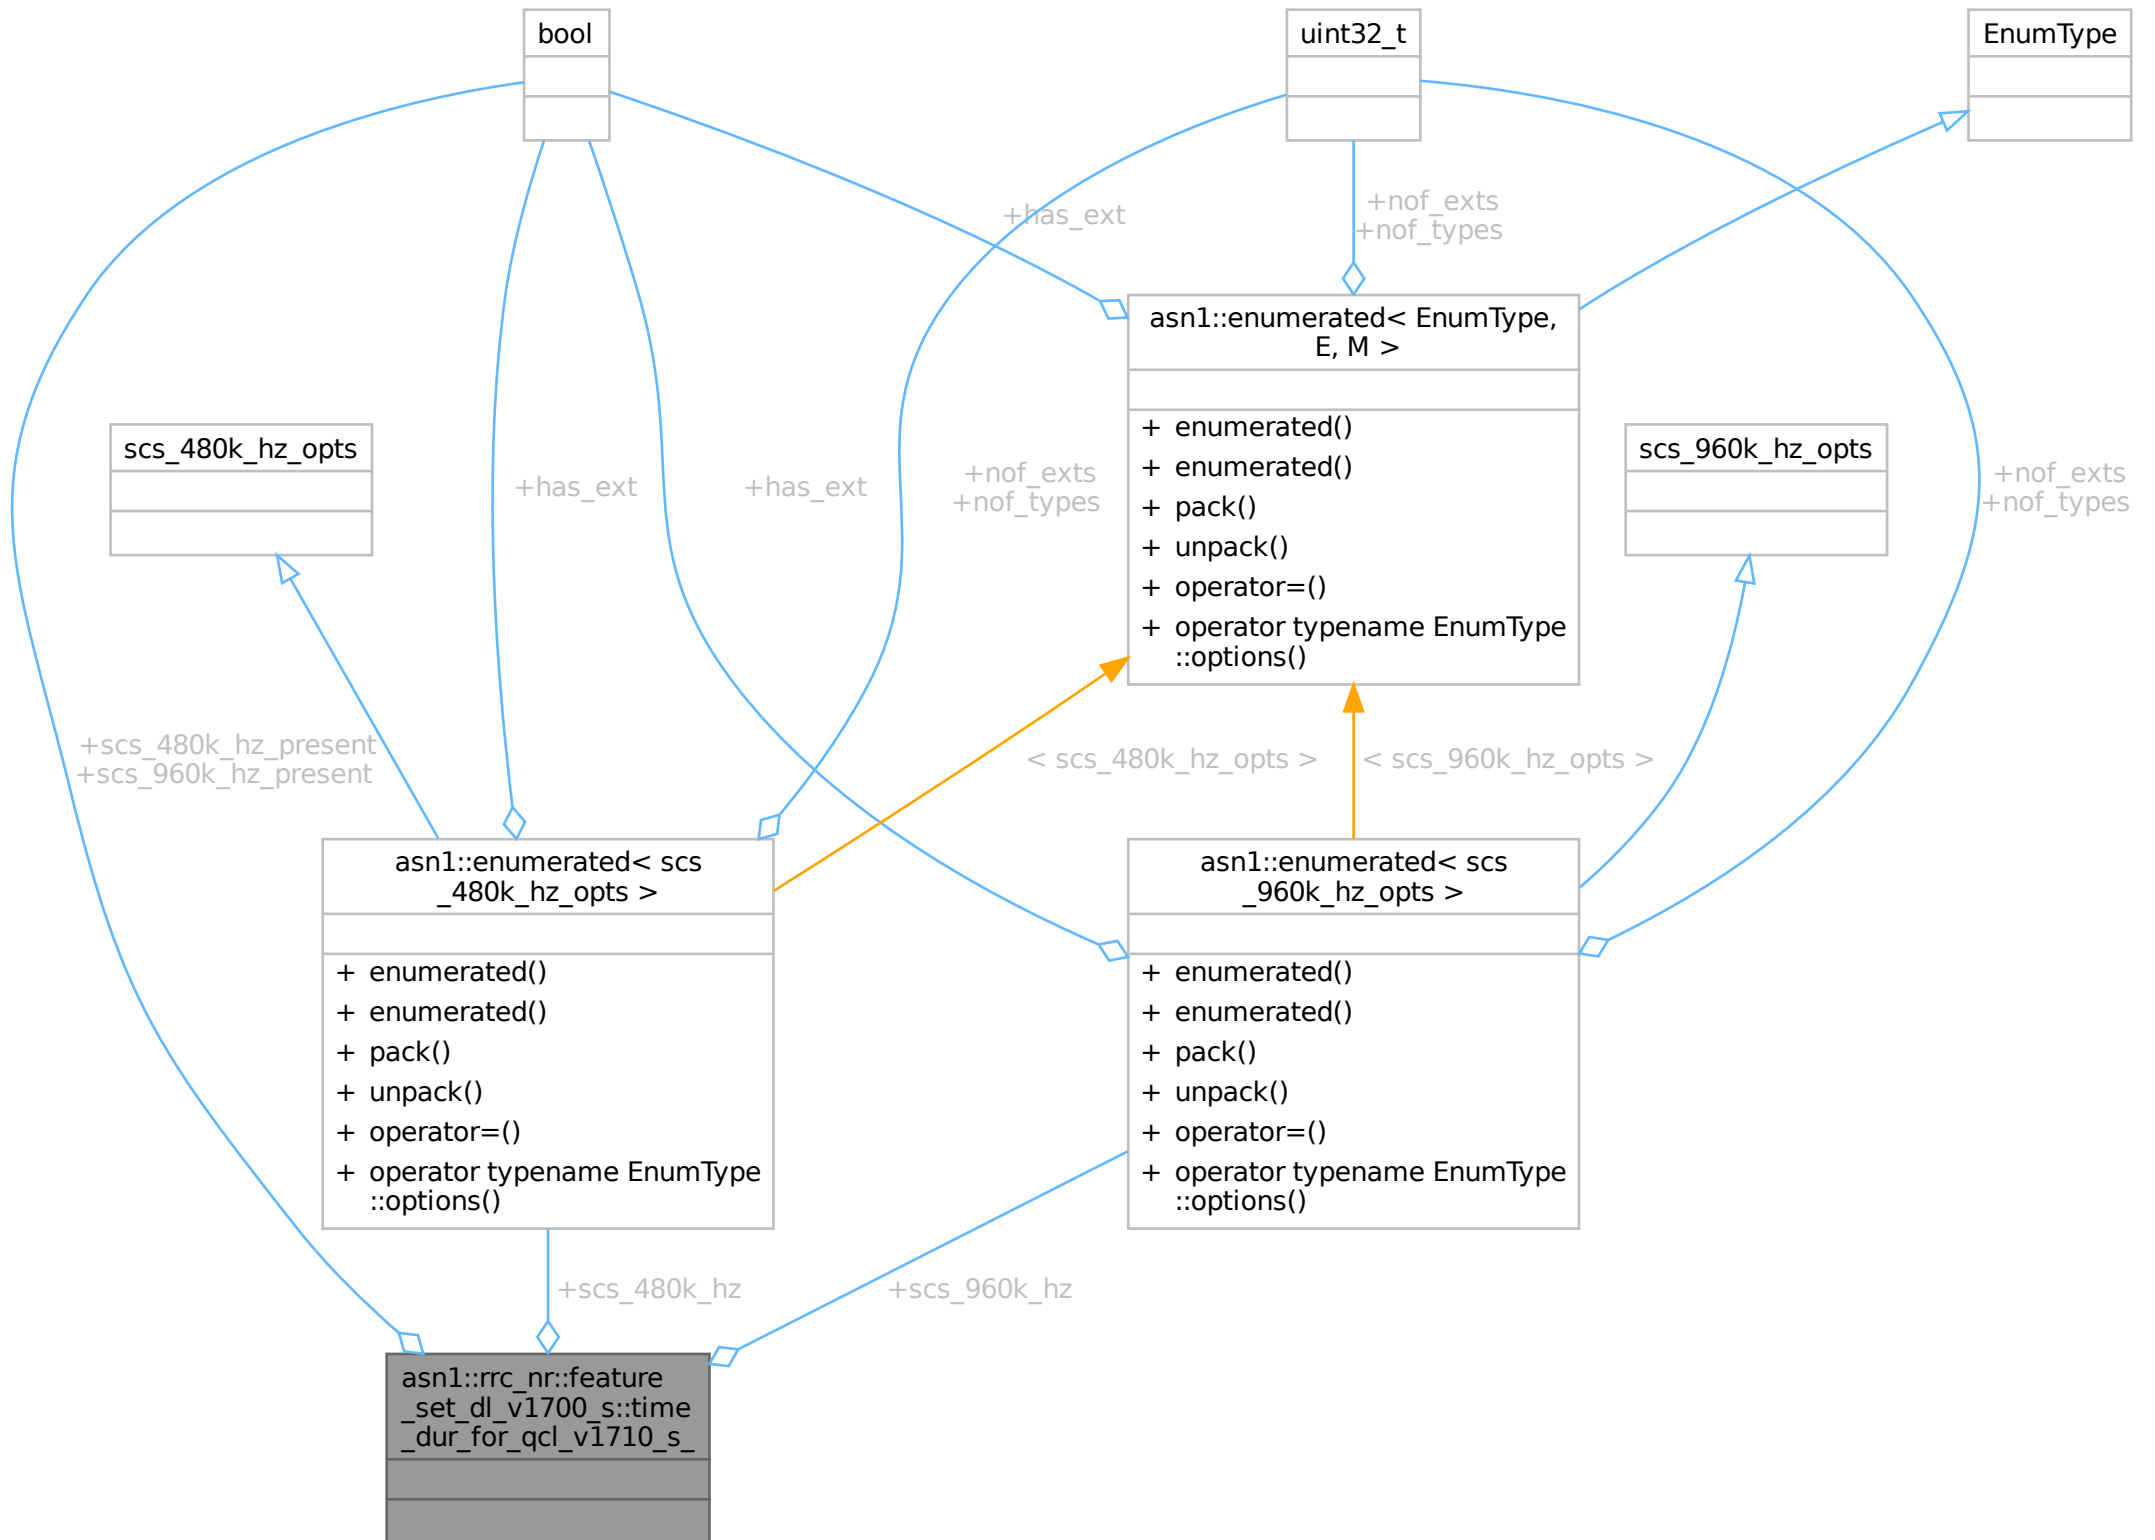 bool
uint32_t
EnumType
+has_ext
+nof_exts
+nof_types
asn1::enumerated< EnumType,
E, M >
+ enumerated()
+ enumerated()
+ pack()
+ unpack()
+ operator=()
+ operator typename EnumType
::options()
scs_480k_hz_opts
scs_960k_hz_opts
+has_ext
+has_ext
+nof_exts
+nof_types
+nof_exts
+nof_types
+scs_480k_hz_present
+scs_960k_hz_present
< scs_480k_hz_opts >
< scs_960k_hz_opts >
asn1::enumerated< scs
_480k_hz_opts >
+ enumerated()
+ enumerated()
+ pack()
+ unpack()
+ operator=()
+ operator typename EnumType
::options()
asn1::enumerated< scs
_960k_hz_opts >
+ enumerated()
+ enumerated()
+ pack()
+ unpack()
+ operator=()
+ operator typename EnumType
::options()
+scs_480k_hz
+scs_960k_hz
asn1::rrc_nr::feature
_set_dl_v1700_s::time
_dur_for_qcl_v1710_s_